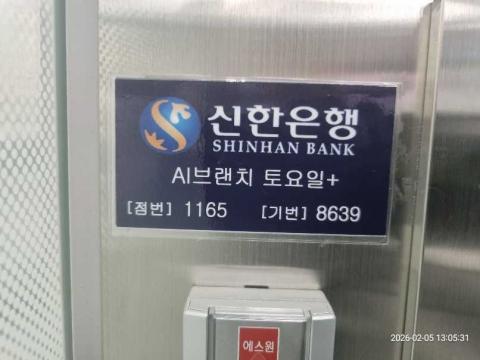 신한은행
SHINHAN BANK
AI브랜치 토요일+
[점번] 1165 [기번] 8639
에스원
2026-02-05 13:05:31